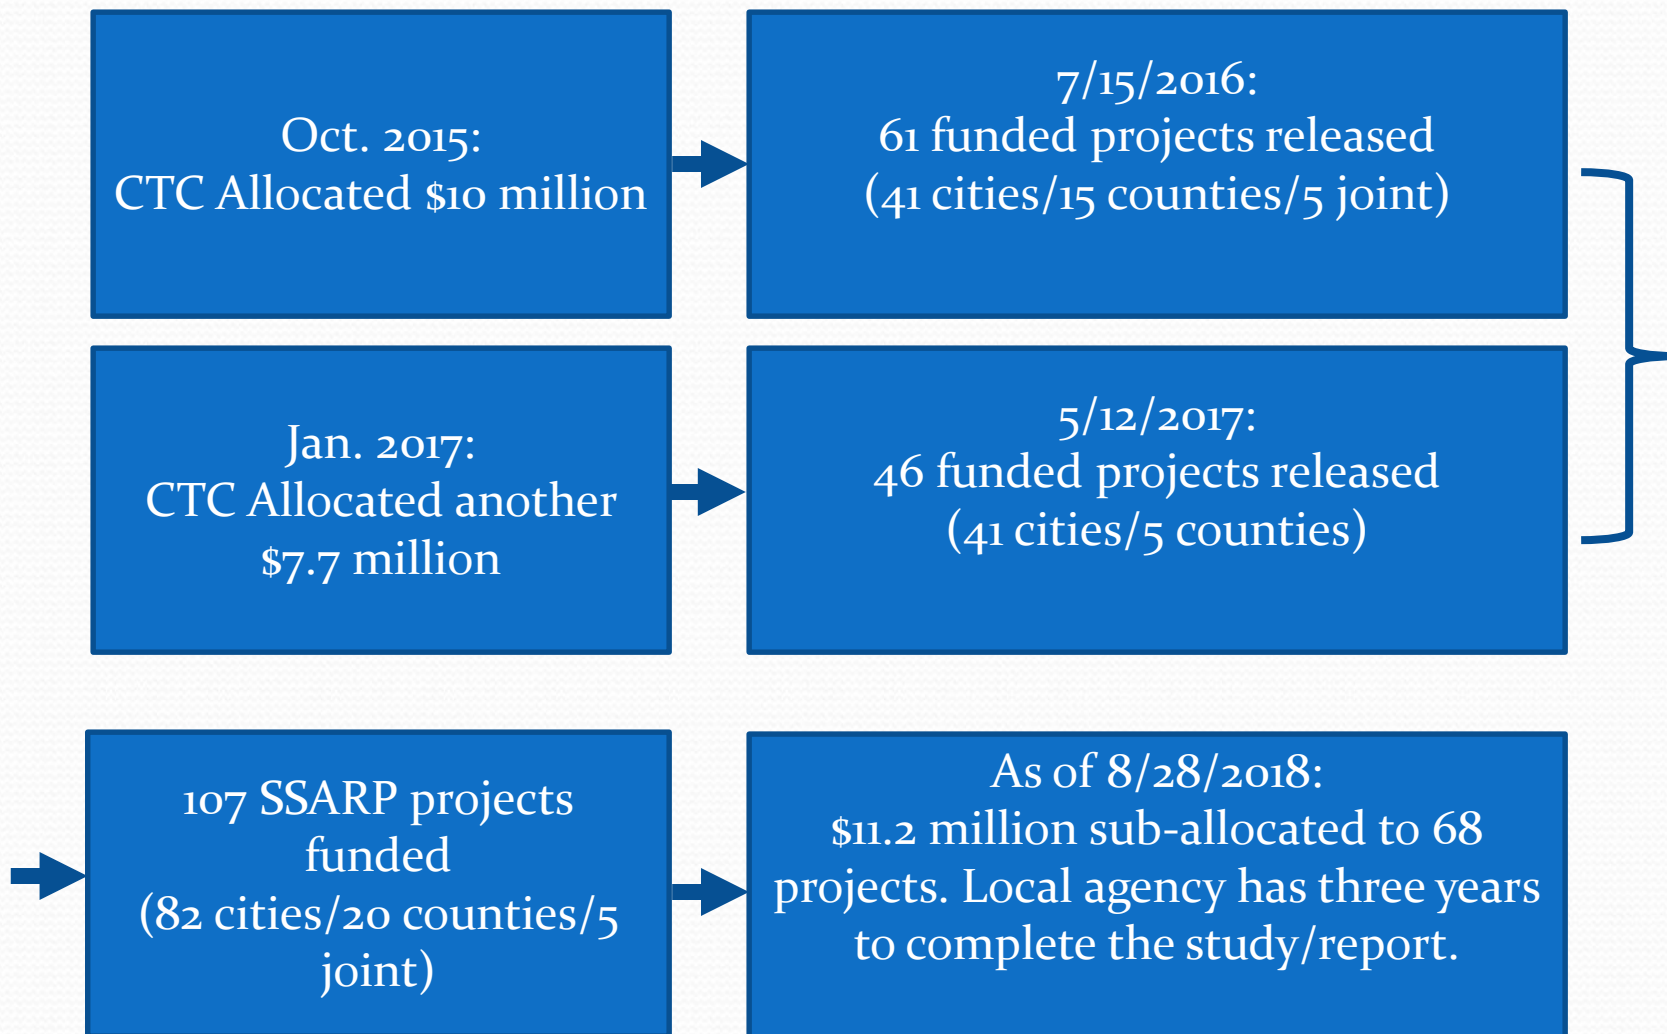 Oct. 2015:
CTC Allocated $10 million
7/15/2016:
61 funded projects released
(41 cities/15 counties/5 joint)
Jan. 2017:
CTC Allocated another
$7.7 million
5/12/2017:
46 funded projects released
(41 cities/5 counties)
107 SSARP projects
funded
(82 cities/20 counties/5
joint)
As of 8/28/2018:
$11.2 million sub-allocated to 68
projects. Local agency has three years
to complete the study/report.